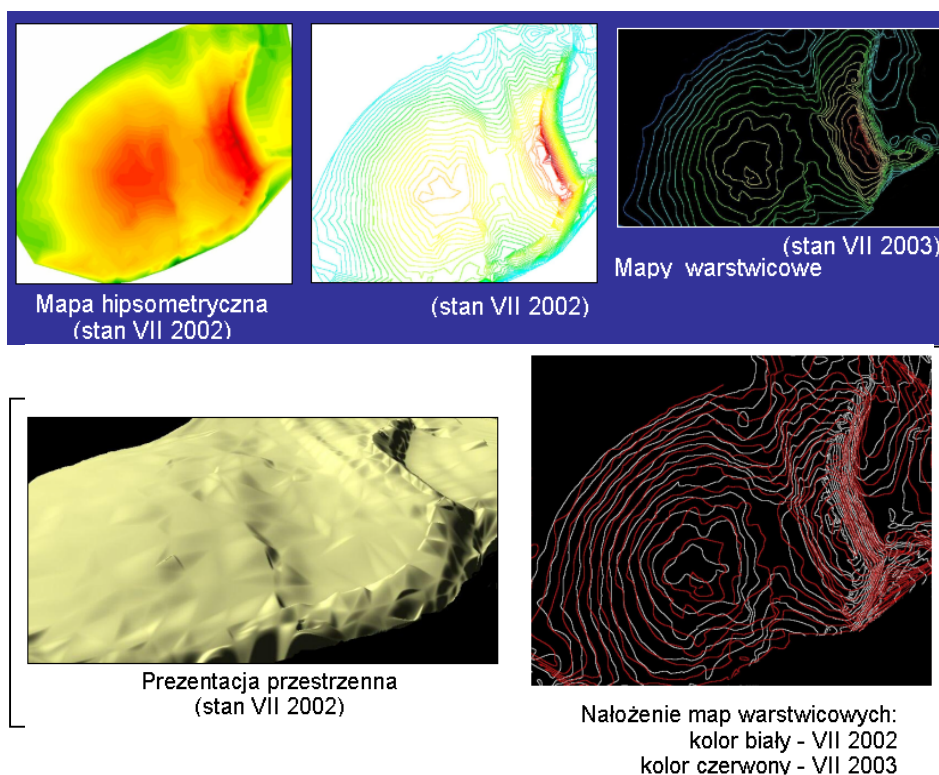 Mapa hipsometryczna
(stan VII 2002)
(stan VII 2002)
(stan VII 2003)
Mapy warstwicowe
Prezentacja przestrzenna
(stan VII 2002)
Nałożenie map warstwicowych:
kolor biały - VII 2002
kolor czerwony - VII 2003